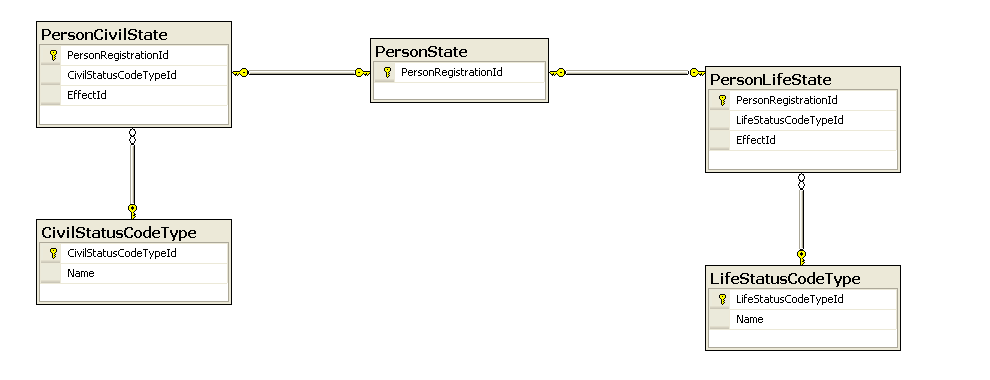 PersonCivilState
PersonRegistrationId
CivilStatusCodeTypeId
EffectId
PersonState
PersonRegistrationId
PersonLifeState
PersonRegistrationId
LifeStatusCodeTypeId
EffectId
CivilStatusCodeType
CivilStatusCodeTypeId
Name
LifeStatusCodeType
LifeStatusCodeTypeId
Name